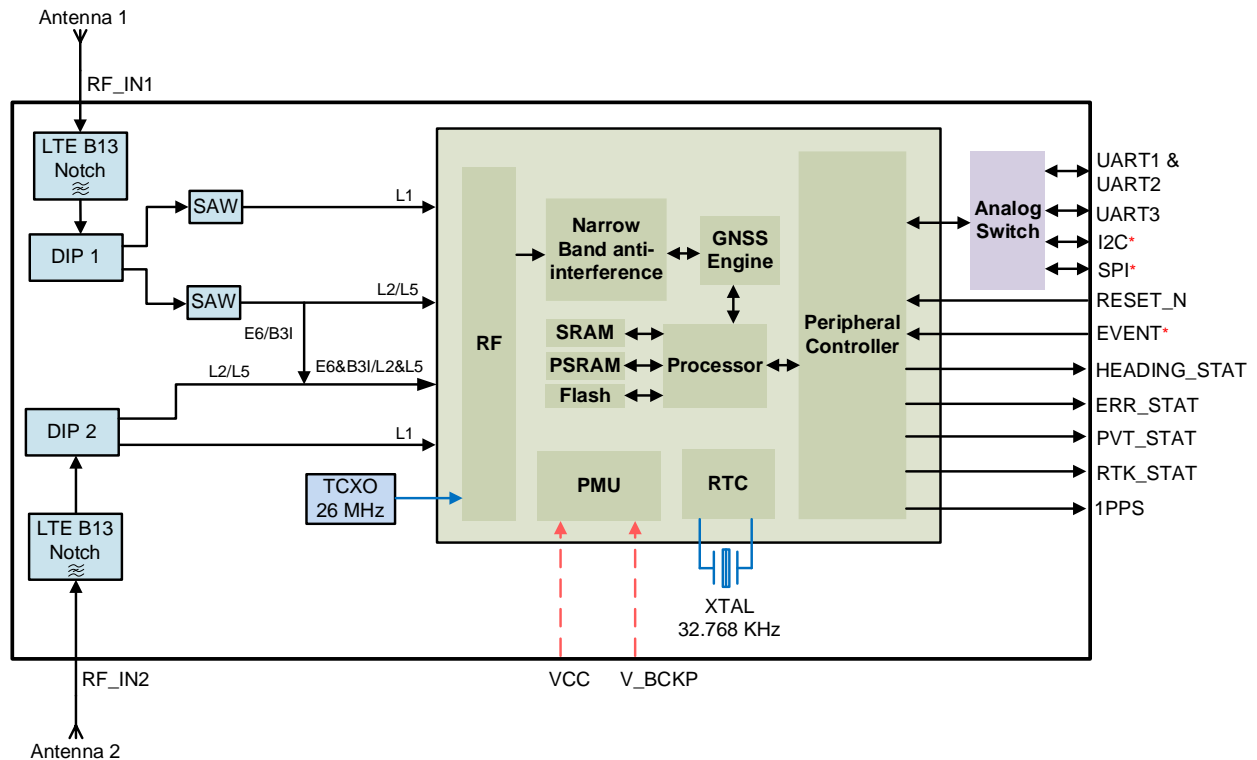 Antenna 1
RF_IN1
LTE B13
Notch
DIP 1
SAW
L1
SAW
L2/L5
E6/B3I
L2/L5
E6&B3I/L2&L5
DIP 2
L1
TCXO
26 MHz
LTE B13
Notch
RF_IN2
Antenna 2
RF
Narrow
Band anti-
interference
GNSS
Engine
SRAM
PSRAM
Flash
Processor
PMU
RTC
Peripheral
Controller
XTAL
32.768 KHz
VCC
V_BCKP
Analog
Switch
UART1 &
UART2
UART3
I2C*
SPI*
RESET_N
EVENT*
HEADING_STAT
ERR_STAT
PVT_STAT
RTK_STAT
1PPS